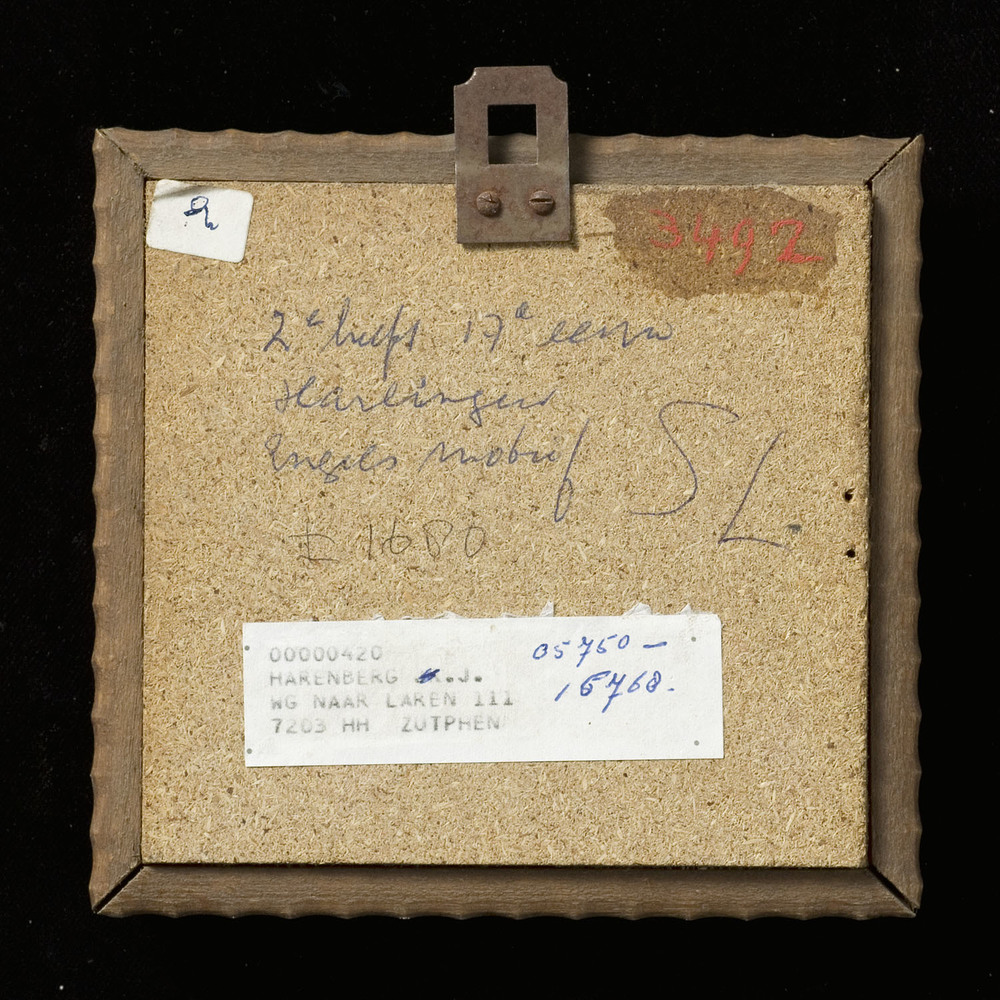 3492
2e helft 17e eeuw
Harlingen
Engels motief
SL
± 1680
00000420
HARENBERG J.J.
WG NAAR LAREN 111
7203 HH ZUTPHEN
05750-
15768.